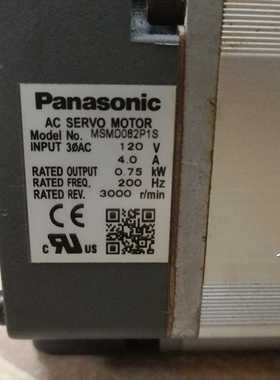 Panasonic
AC SERVO MOTOR
Model No. MSMD082P1S
INPUT 3ØAC 120 V
4.0 A
RATED OUTPUT 0.75 kW
RATED FREQ. 200 Hz
RATED REV. 3000 r/min
CE
C RU US